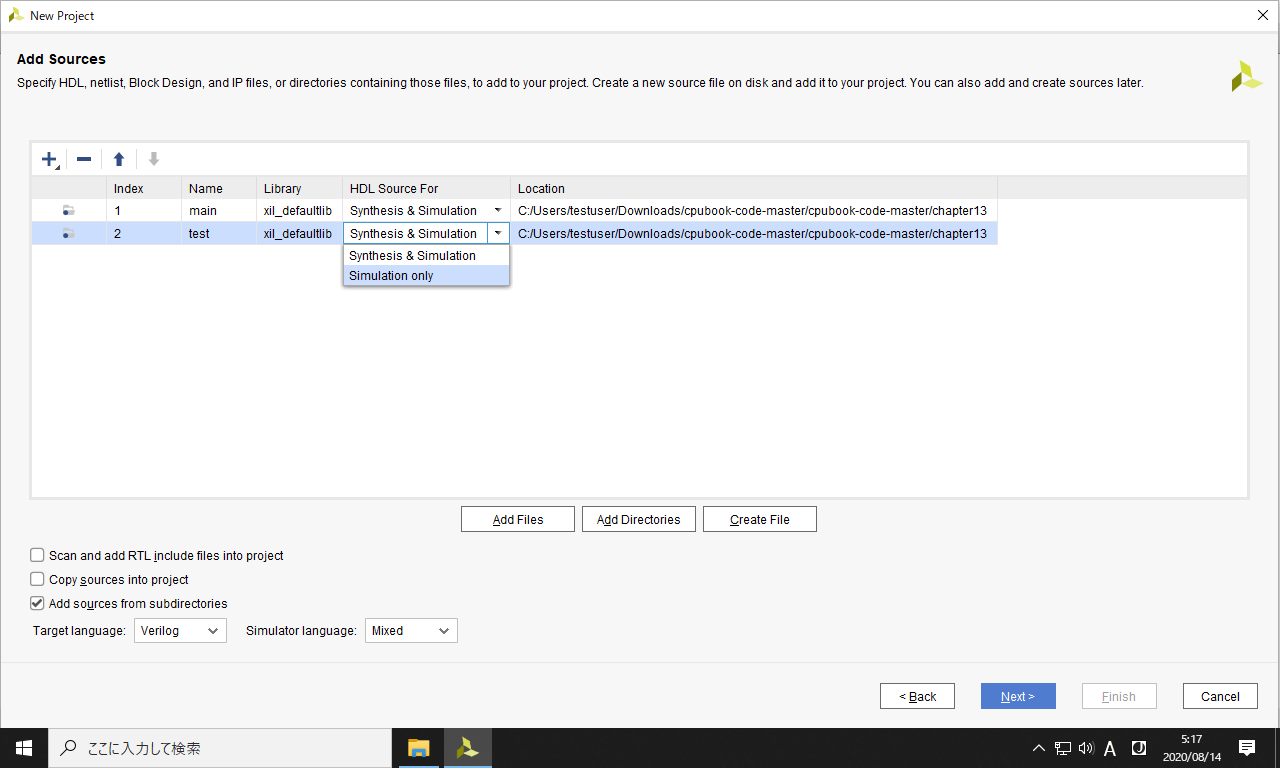 New Project
Add Sources
Specify HDL, netlist, Block Design, and IP files, or directories containing those files, to add to your project. Create a new source file on disk and add it to your project. You can also add and create sources later.
Index Name Library HDL Source For Location
1 main xil_defaultlib Synthesis & Simulation C:/Users/testuser/Downloads/cpubook-code-master/cpubook-code-master/chapter13
2 test xil_defaultlib Synthesis & Simulation C:/Users/testuser/Downloads/cpubook-code-master/cpubook-code-master/chapter13
Synthesis & Simulation
Simulation only
Add Files Add Directories Create File
Scan and add RTL include files into project
Copy sources into project
Add sources from subdirectories
Target language: Verilog Simulator language: Mixed
< Back Next > Finish Cancel
ここに入力して検索 A J 5:17
2020/08/14